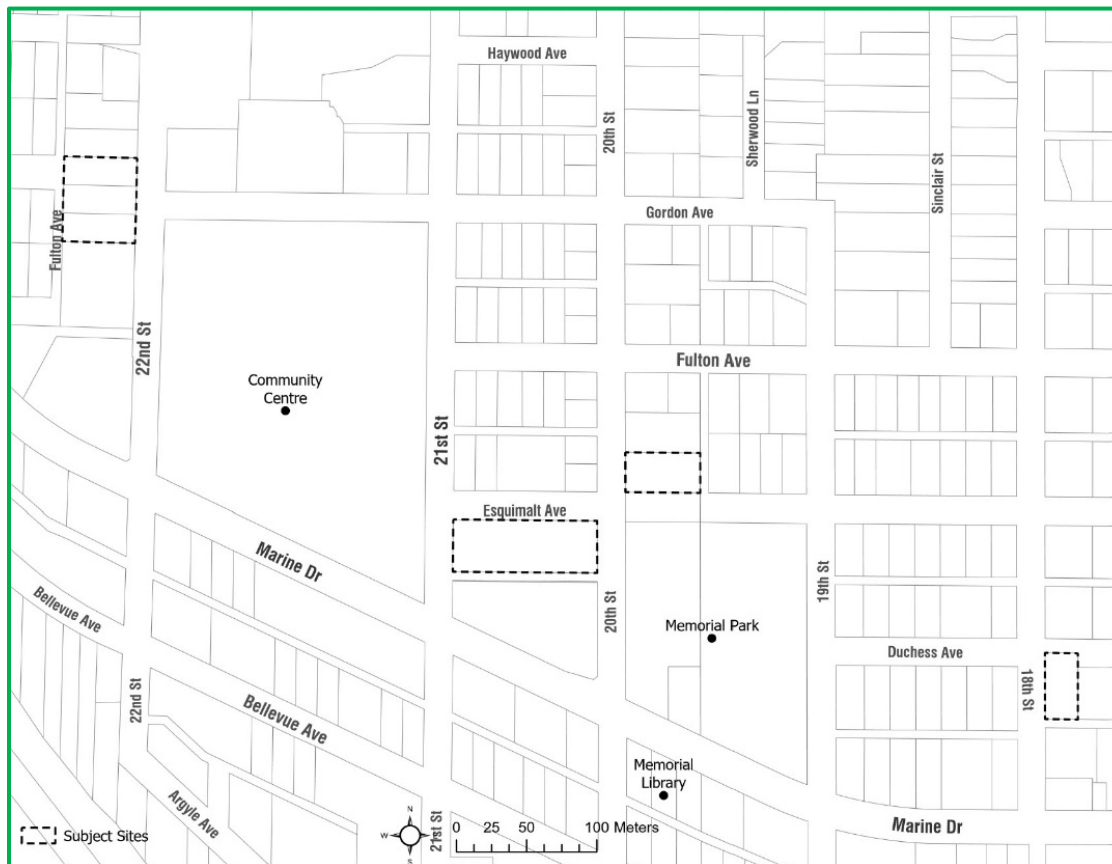 Haywood Ave
20th St
Sherwood Ln
Sinclair St
Gordon Ave
Fulton Ave
22nd St
Fulton Ave
Community
Centre
21st St
Esquimalt Ave
Marine Dr
20th St
19th St
Memorial Park
Duchess Ave
18th St
Bellevue Ave
22nd St
Bellevue Ave
Memorial
Library
Argyle Ave
21st St
Marine Dr
Subject Sites
N
W
E
S
0 25 50 100 Meters